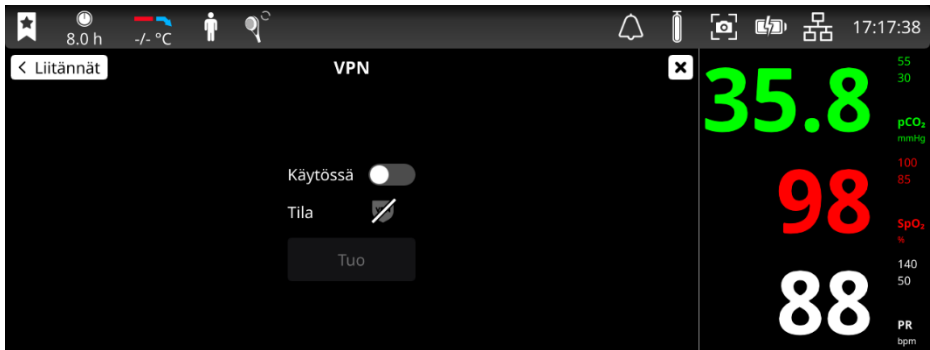 8.0 h
-/- °C
17:17:38
< Liitännät
VPN
Käytössä
Tila
Tuo
35.8
55
30
pCO₂
mmHg
98
100
85
SpO₂
%
88
140
50
PR
bpm